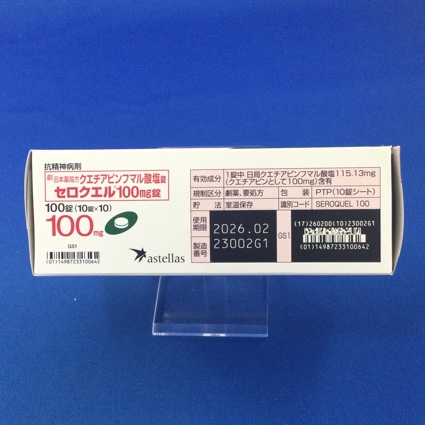 抗精神病剤
劇 日本薬局方 クエチアピンフマル酸塩錠
セロクエル®100mg錠
100錠(10錠×10)
100mg
GS1
(01)14987233100642
astellas
有効成分 1錠中 日局クエチアピンフマル酸塩115.13mg
(クエチアピンとして100mg)含有
規制区分 劇薬、要処方 包装 PTP(10錠シート)
貯法 室温保存 識別コード SEROQUEL 100
使用期限 2026.02
製造番号 23002G1
GS1
(17)260200(10)23002G1
(01)14987233100642